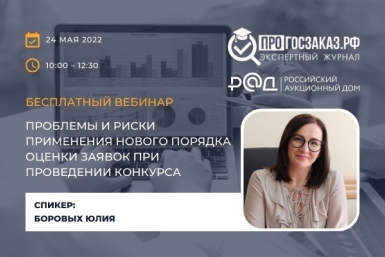 24 МАЯ 2022
10:00 - 12:30
ПРОГОСЗАКАЗ.РФ
ЭКСПЕРТНЫЙ ЖУРНАЛ
РАД РОССИЙСКИЙ
АУКЦИОННЫЙ ДОМ
БЕСПЛАТНЫЙ ВЕБИНАР
ПРОБЛЕМЫ И РИСКИ
ПРИМЕНЕНИЯ НОВОГО ПОРЯДКА
ОЦЕНКИ ЗАЯВОК ПРИ
ПРОВЕДЕНИИ КОНКУРСА
СПИКЕР:
БОРОВЫХ ЮЛИЯ